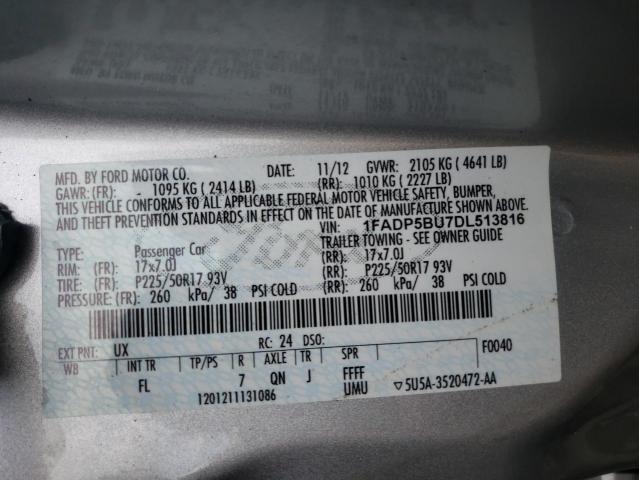 MFD. BY FORD MOTOR CO. DATE: 11/12 GVWR: 2105 KG ( 4641 LB)
GAWR: (FR): 1095 KG ( 2414 LB) (RR): 1010 KG ( 2227 LB)
THIS VEHICLE CONFORMS TO ALL APPLICABLE FEDERAL MOTOR VEHICLE SAFETY, BUMPER,
AND THEFT PREVENTION STANDARDS IN EFFECT ON THE DATE OF MANUFACTURE SHOWN ABOVE.
VIN: 1FADP5BU7DL513816
TYPE: Passenger Car TRAILER TOWING - SEE OWNER GUIDE
RIM: (FR) 17x7.0J (RR): 17x7.0J
TIRE: (FR) P225/50R17 93V (RR): P225/50R17 93V
PRESSURE: (FR) 260 kPa/ 38 PSI COLD (RR): 260 kPa/ 38 PSI COLD
EXT PNT: UX RC: 24 DSO: F0040
WB INT TR TP/PS R AXLE TR SPR
FL 7 QN J FFFF
1201211131086 UMU ▽5U5A-3520472-AA